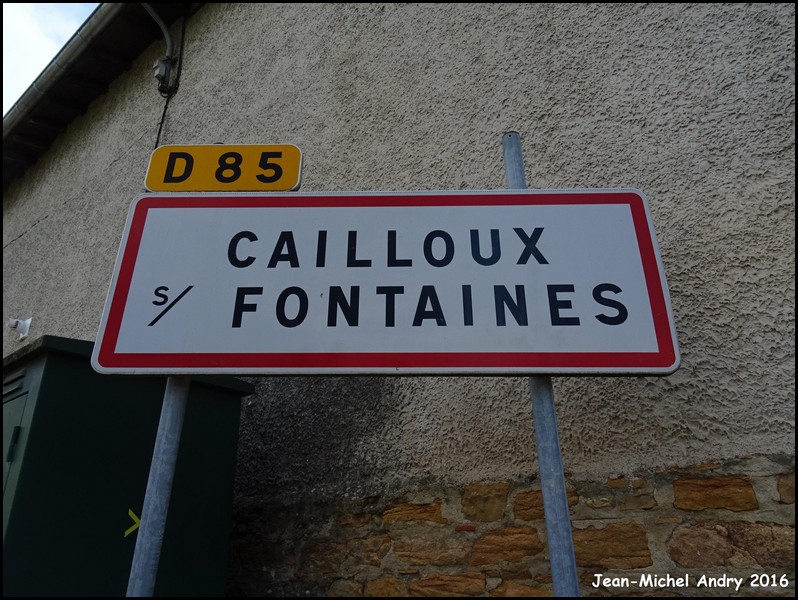 D 85
CAILLOUX
s/ FONTAINES
Jean-Michel Andry 2016